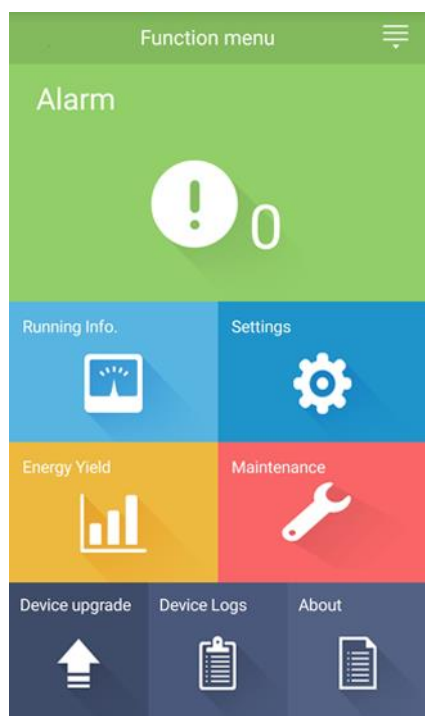 Function menu
Alarm
0
Running Info.
Settings
Energy Yield
Maintenance
Device upgrade
Device Logs
About